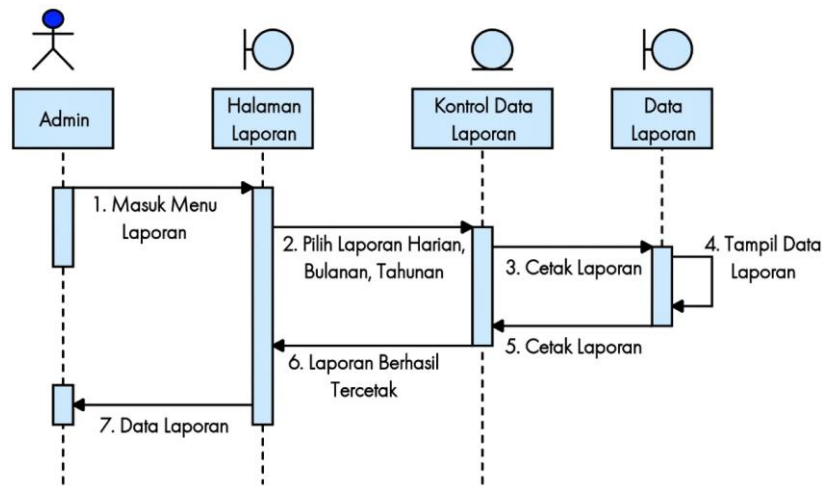 Admin
Halaman
Laporan
Kontrol Data
Laporan
Data
Laporan
1. Masuk Menu
Laporan
2. Pilih Laporan Harian,
Bulanan, Tahunan
3. Cetak Laporan
4. Tampil Data
Laporan
5. Cetak Laporan
6. Laporan Berhasil
Tercetak
7. Data Laporan